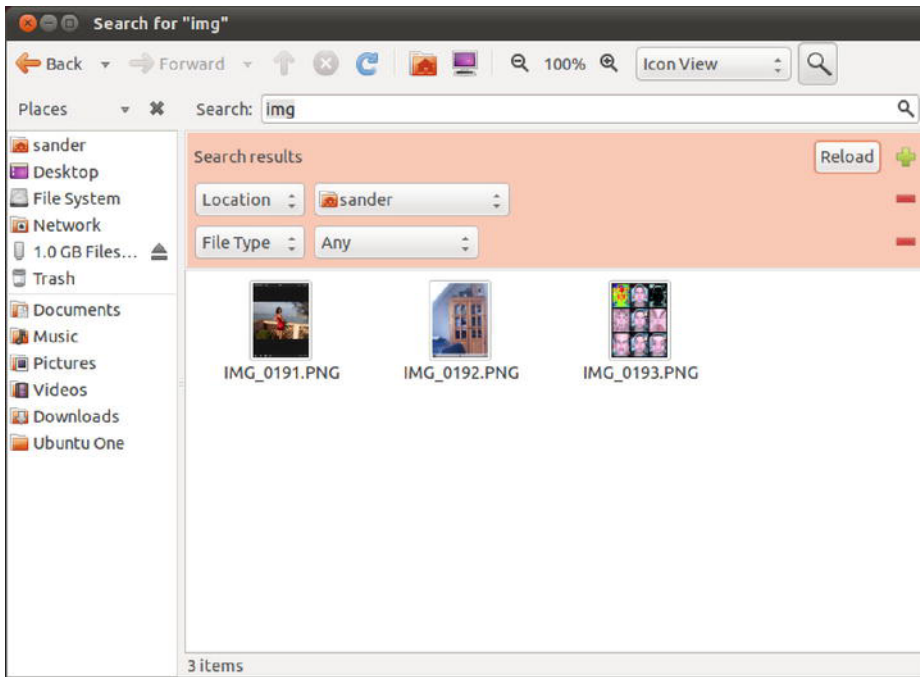 Search for "img"
Back Forward 100% Icon View
Places Search: img
sander
Desktop
File System
Network
1.0 GB Files...
Trash
Documents
Music
Pictures
Videos
Downloads
Ubuntu One
Search results Reload
Location sander
File Type Any
IMG_0191.PNG IMG_0192.PNG IMG_0193.PNG
3 items